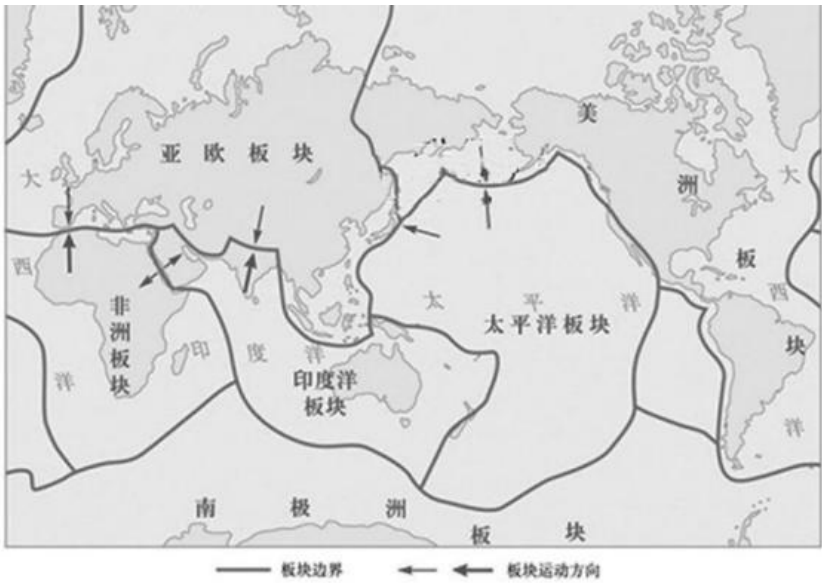 亚欧板块
美洲板块
大西洋
大西洋
非洲板块
印度洋
太平洋
太平洋板块
印度洋
板块
南极洲板块
板块边界
板块运动方向